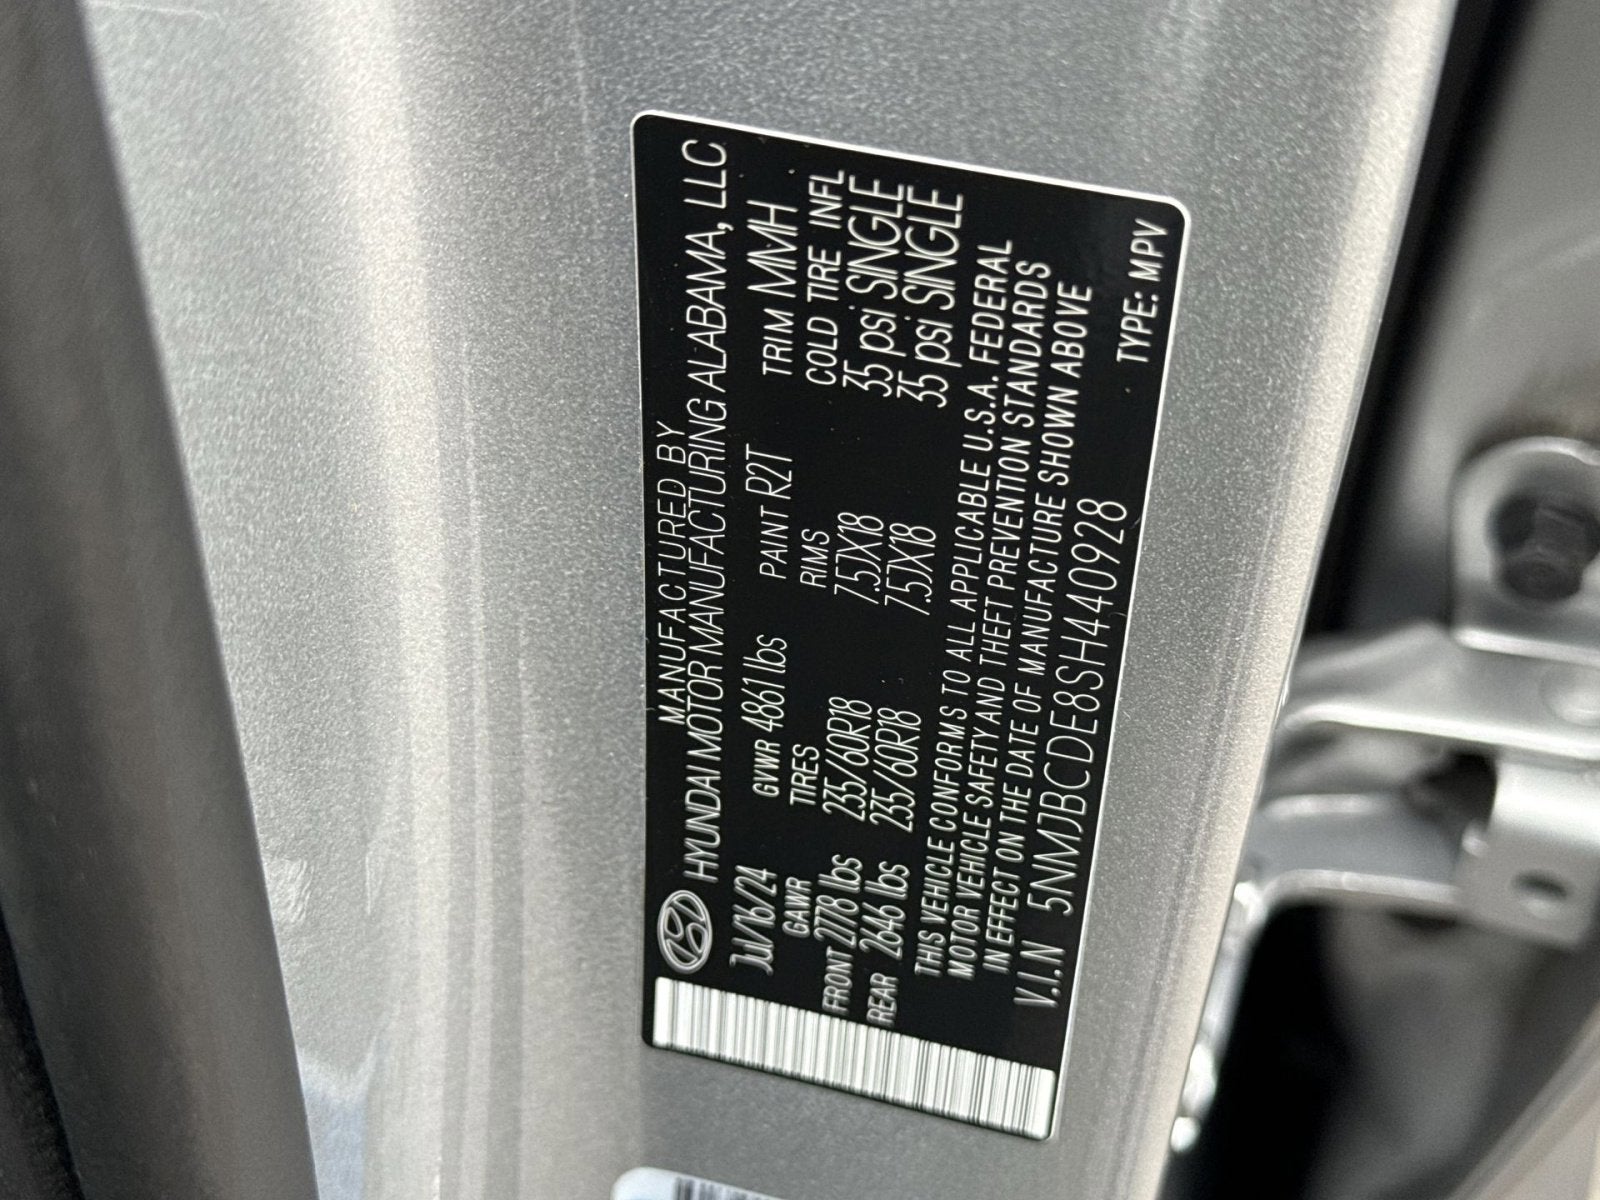 MANUFACTURED BY
HYUNDAI MOTOR MANUFACTURING ALABAMA, LLC
Jul/16/24 GVWR 4861 lbs PAINT R2T TRIM MMH
GAWR TIRES RIMS COLD TIRE INFL
FRONT 2778 lbs 235/60R18 7.5JX18 35 psi SINGLE
REAR 2646 lbs 235/60R18 7.5JX18 35 psi SINGLE
THIS VEHICLE CONFORMS TO ALL APPLICABLE U.S.A. FEDERAL
MOTOR VEHICLE SAFETY AND THEFT PREVENTION STANDARDS
IN EFFECT ON THE DATE OF MANUFACTURE SHOWN ABOVE
V.I.N 5NMJBCDE8SH440928 TYPE: MPV